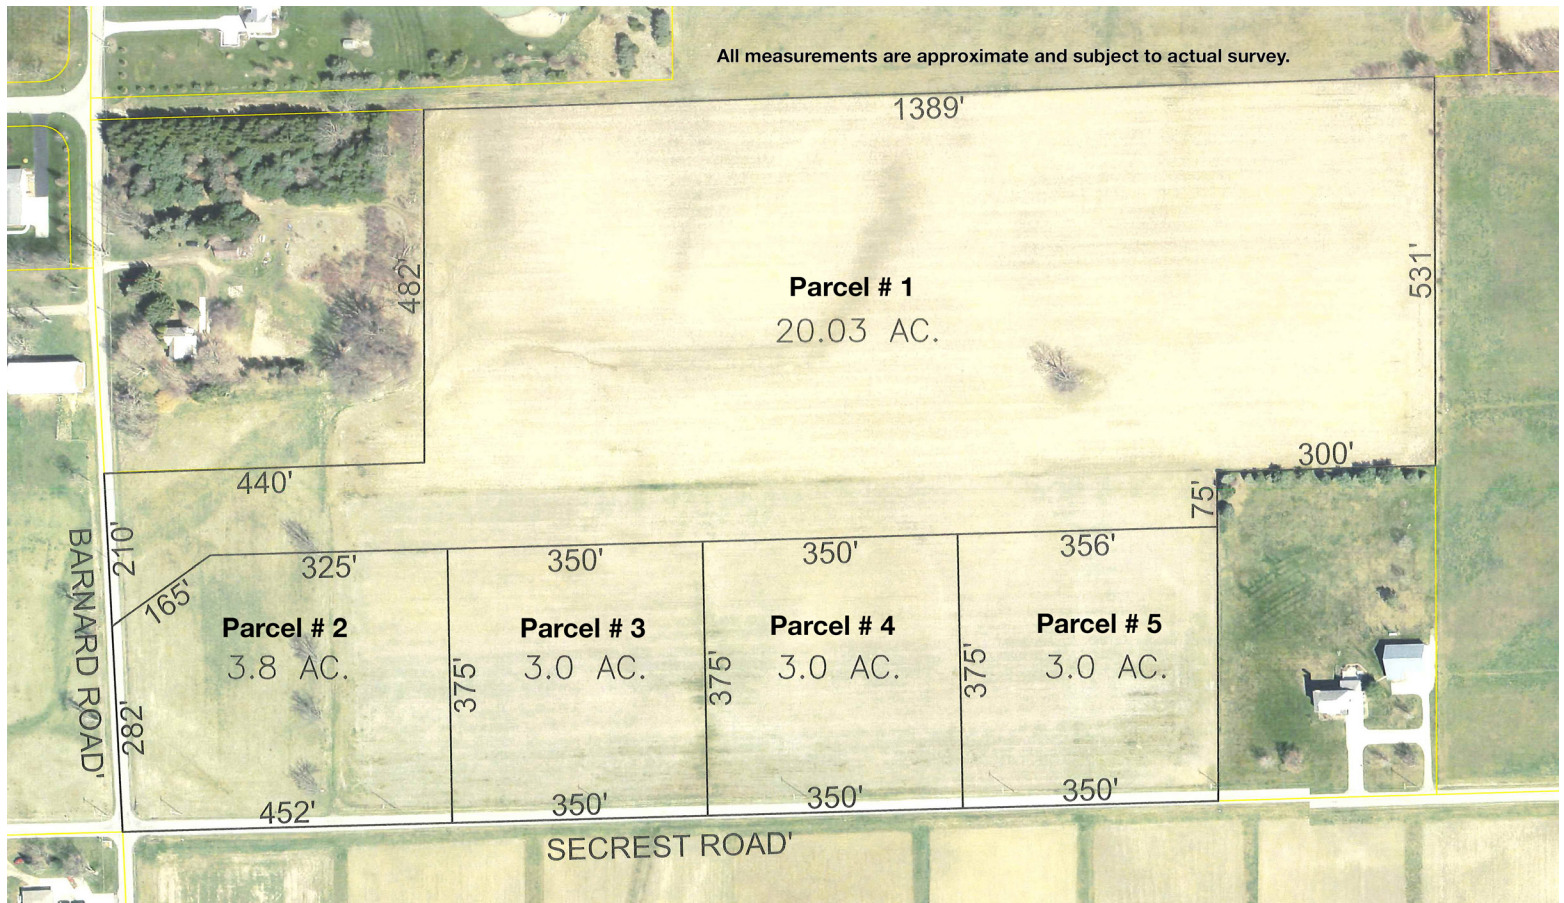 All measurements are approximate and subject to actual survey.
1389'
482'
531'
Parcel # 1
20.03 AC.
300'
440'
75'
210'
BARNARD ROAD'
165'
325'
350'
350'
356'
Parcel # 2
3.8 AC.
Parcel # 3
3.0 AC.
Parcel # 4
3.0 AC.
Parcel # 5
3.0 AC.
375'
375'
375'
282'
452'
350'
350'
350'
SECREST ROAD'